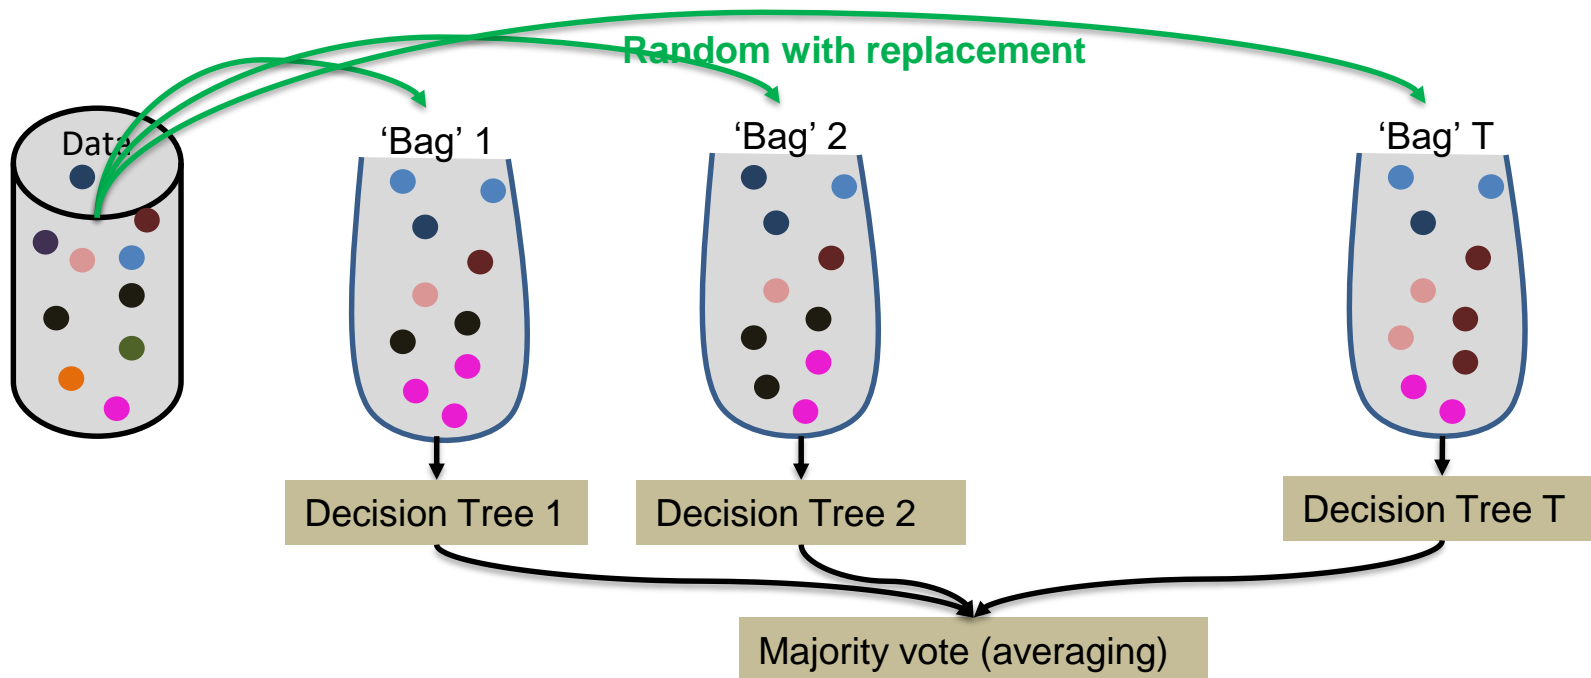 Random with replacement
Data
‘Bag’ 1
‘Bag’ 2
‘Bag’ T
Decision Tree 1
Decision Tree 2
Decision Tree T
Majority vote (averaging)